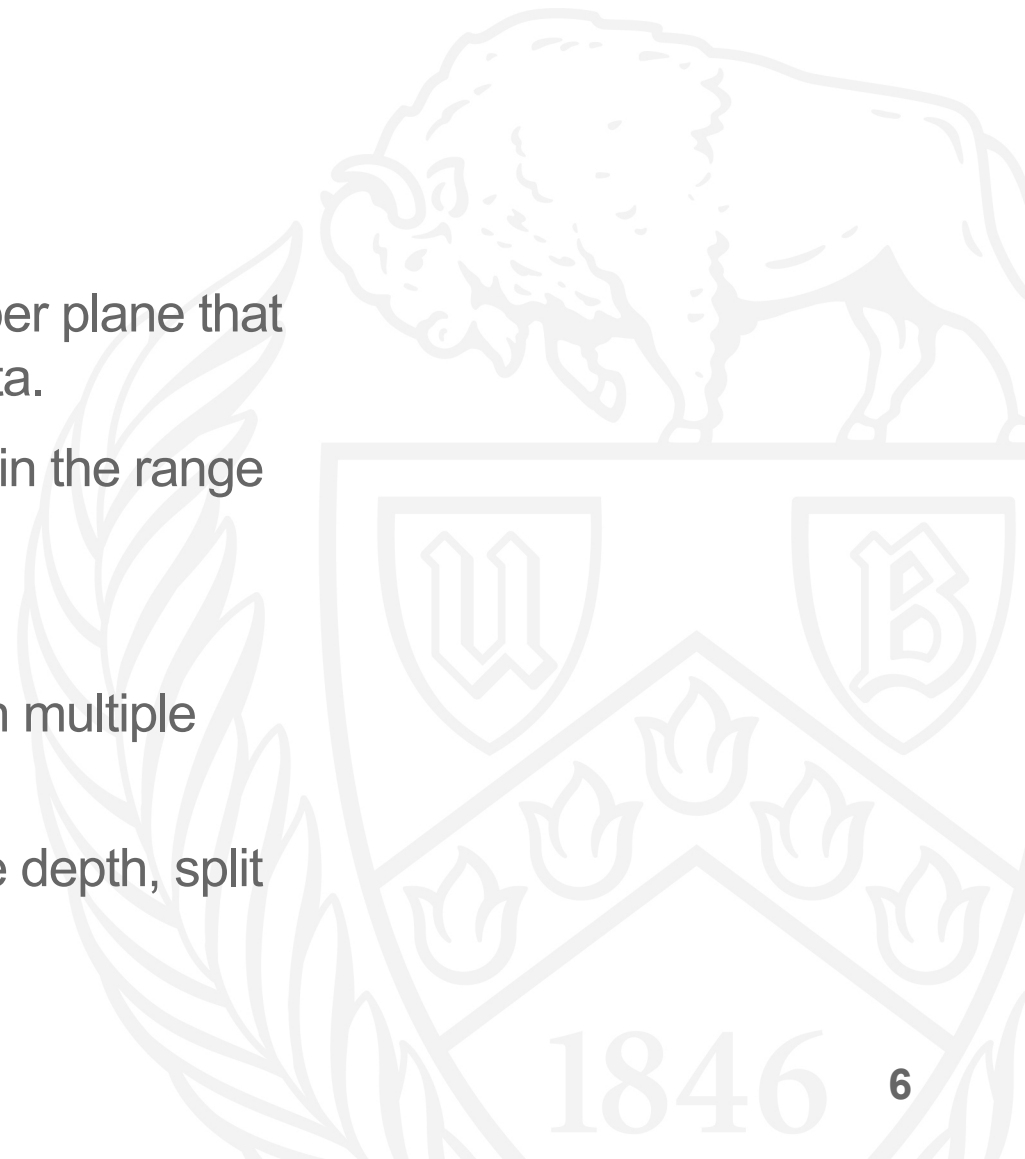 per plane that
ta.
in the range
n multiple
e depth, split
U B
1846
6